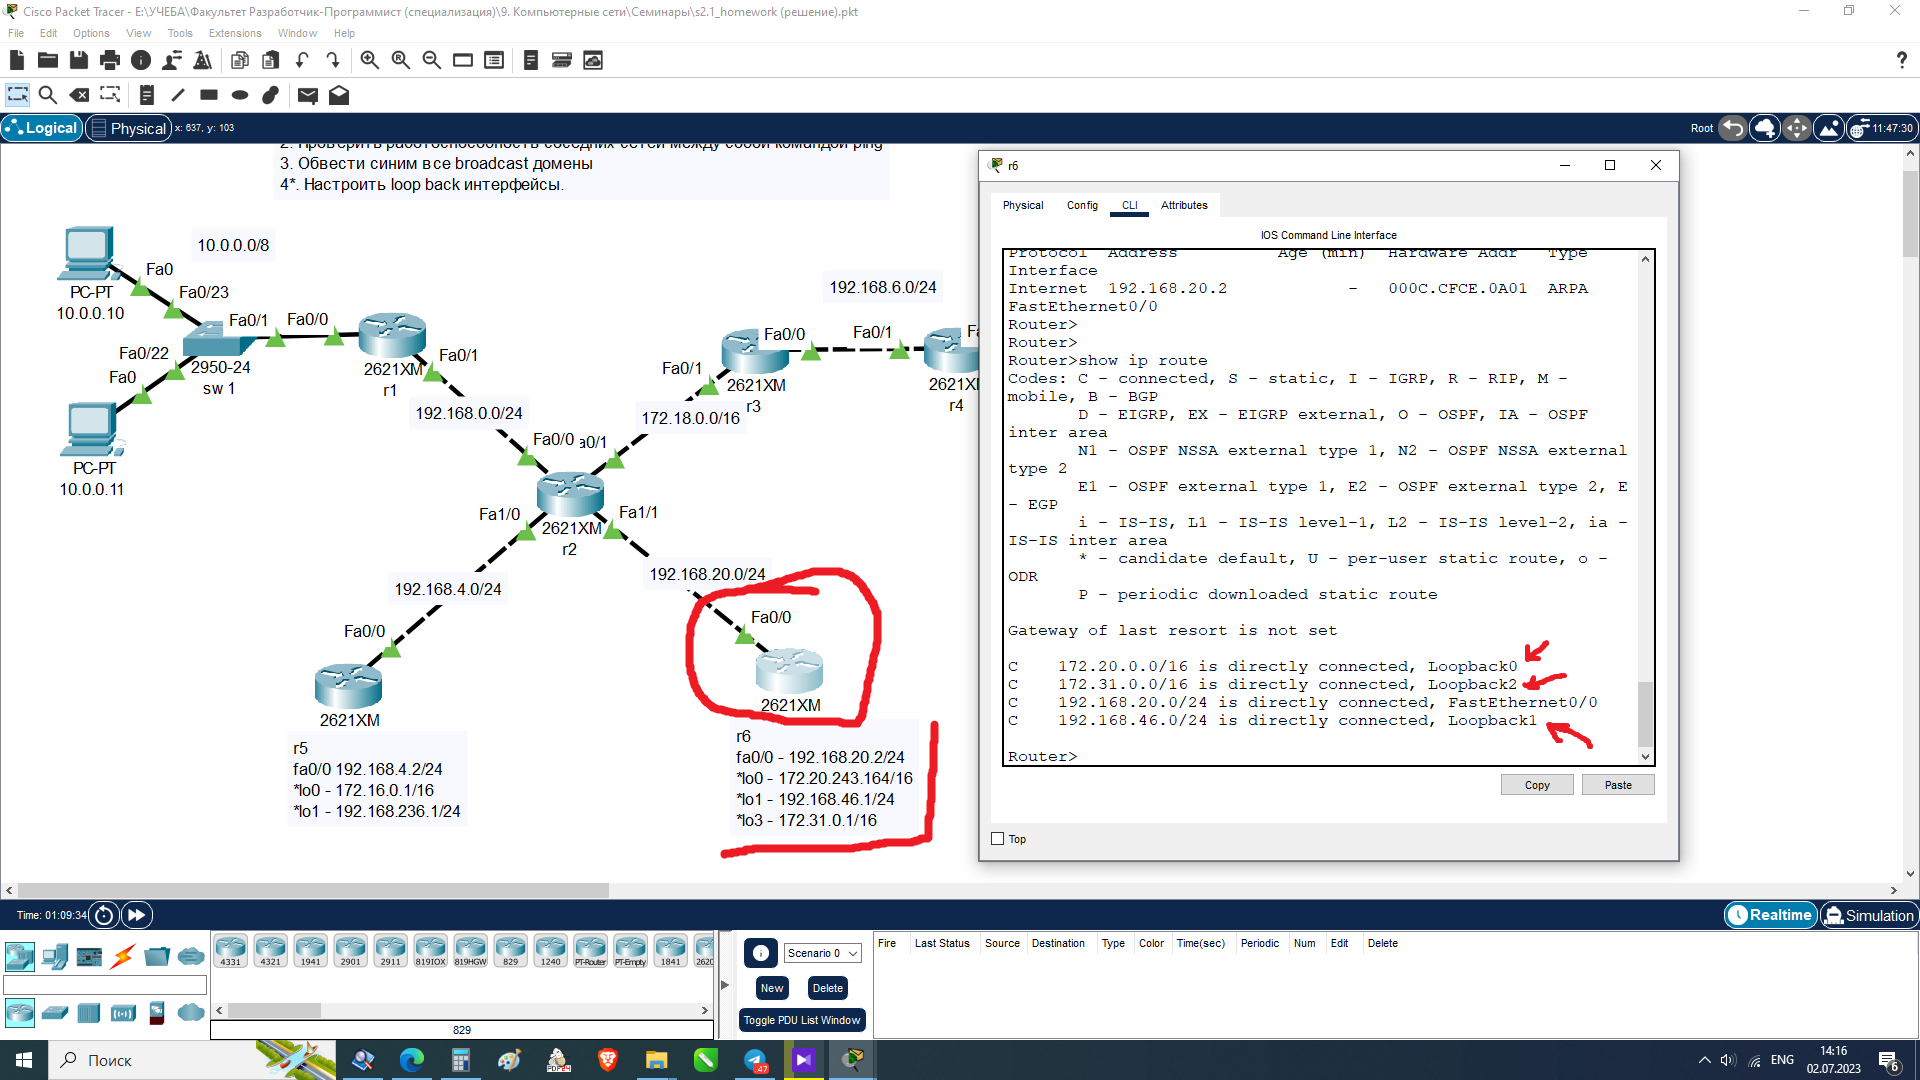 Cisco Packet Tracer - E:\УЧЕБА\Факультет Разработчик-Программист (специализация)\9. Компьютерные сети\Семинары\s2.1_homework (решение).pkt
File Edit Options View Tools Extensions Window Help
?
Logical Physical x: 637, y: 103
Root 11:47:30
2. Проверить работоспособность соседних сетей между собой командой ping
3. Обвести синим все broadcast домены
4*. Настроить loop back интерфейсы.
10.0.0.0/8
Fa0
PC-PT
10.0.0.10
Fa0/23
Fa0/1
Fa0/0
Fa0/22
Fa0
2950-24
sw 1
PC-PT
10.0.0.11
2621XM
r1
Fa0/1
192.168.0.0/24
Fa0/0
a0/1
172.18.0.0/16
Fa0/1
2621XM
r3
Fa0/0
192.168.6.0/24
Fa0/1
Fa
2621X
r4
2621XM
r2
Fa1/0
Fa1/1
192.168.4.0/24
192.168.20.0/24
Fa0/0
2621XM
r5
fa0/0 192.168.4.2/24
*lo0 - 172.16.0.1/16
*lo1 - 192.168.236.1/24
Fa0/0
2621XM
r6
fa0/0 - 192.168.20.2/24
*lo0 - 172.20.243.164/16
*lo1 - 192.168.46.1/24
*lo3 - 172.31.0.1/16
r6
Physical Config CLI Attributes
IOS Command Line Interface
Protocol Address Age (min) Hardware Addr Type
Interface
Internet 192.168.20.2 - 000C.CFCE.0A01 ARPA
FastEthernet0/0
Router>
Router>
Router>show ip route
Codes: C - connected, S - static, I - IGRP, R - RIP, M -
mobile, B - BGP
D - EIGRP, EX - EIGRP external, O - OSPF, IA - OSPF
inter area
N1 - OSPF NSSA external type 1, N2 - OSPF NSSA external
type 2
E1 - OSPF external type 1, E2 - OSPF external type 2, E
- EGP
i - IS-IS, L1 - IS-IS level-1, L2 - IS-IS level-2, ia -
IS-IS inter area
* - candidate default, U - per-user static route, o -
ODR
P - periodic downloaded static route
Gateway of last resort is not set
C 172.20.0.0/16 is directly connected, Loopback0
C 172.31.0.0/16 is directly connected, Loopback2
C 192.168.20.0/24 is directly connected, FastEthernet0/0
C 192.168.46.0/24 is directly connected, Loopback1
Router>
Copy Paste
Top
Time: 01:09:34
Realtime Simulation
4331 4321 1941 2901 2911 819IOX 819HGW 829 1240 PT-Router PT-Empty 1841 2620
829
Scenario 0
New Delete
Toggle PDU List Window
Fire Last Status Source Destination Type Color Time(sec) Periodic Num Edit Delete
Поиск
PDF24
47
ENG
14:16
02.07.2023
6